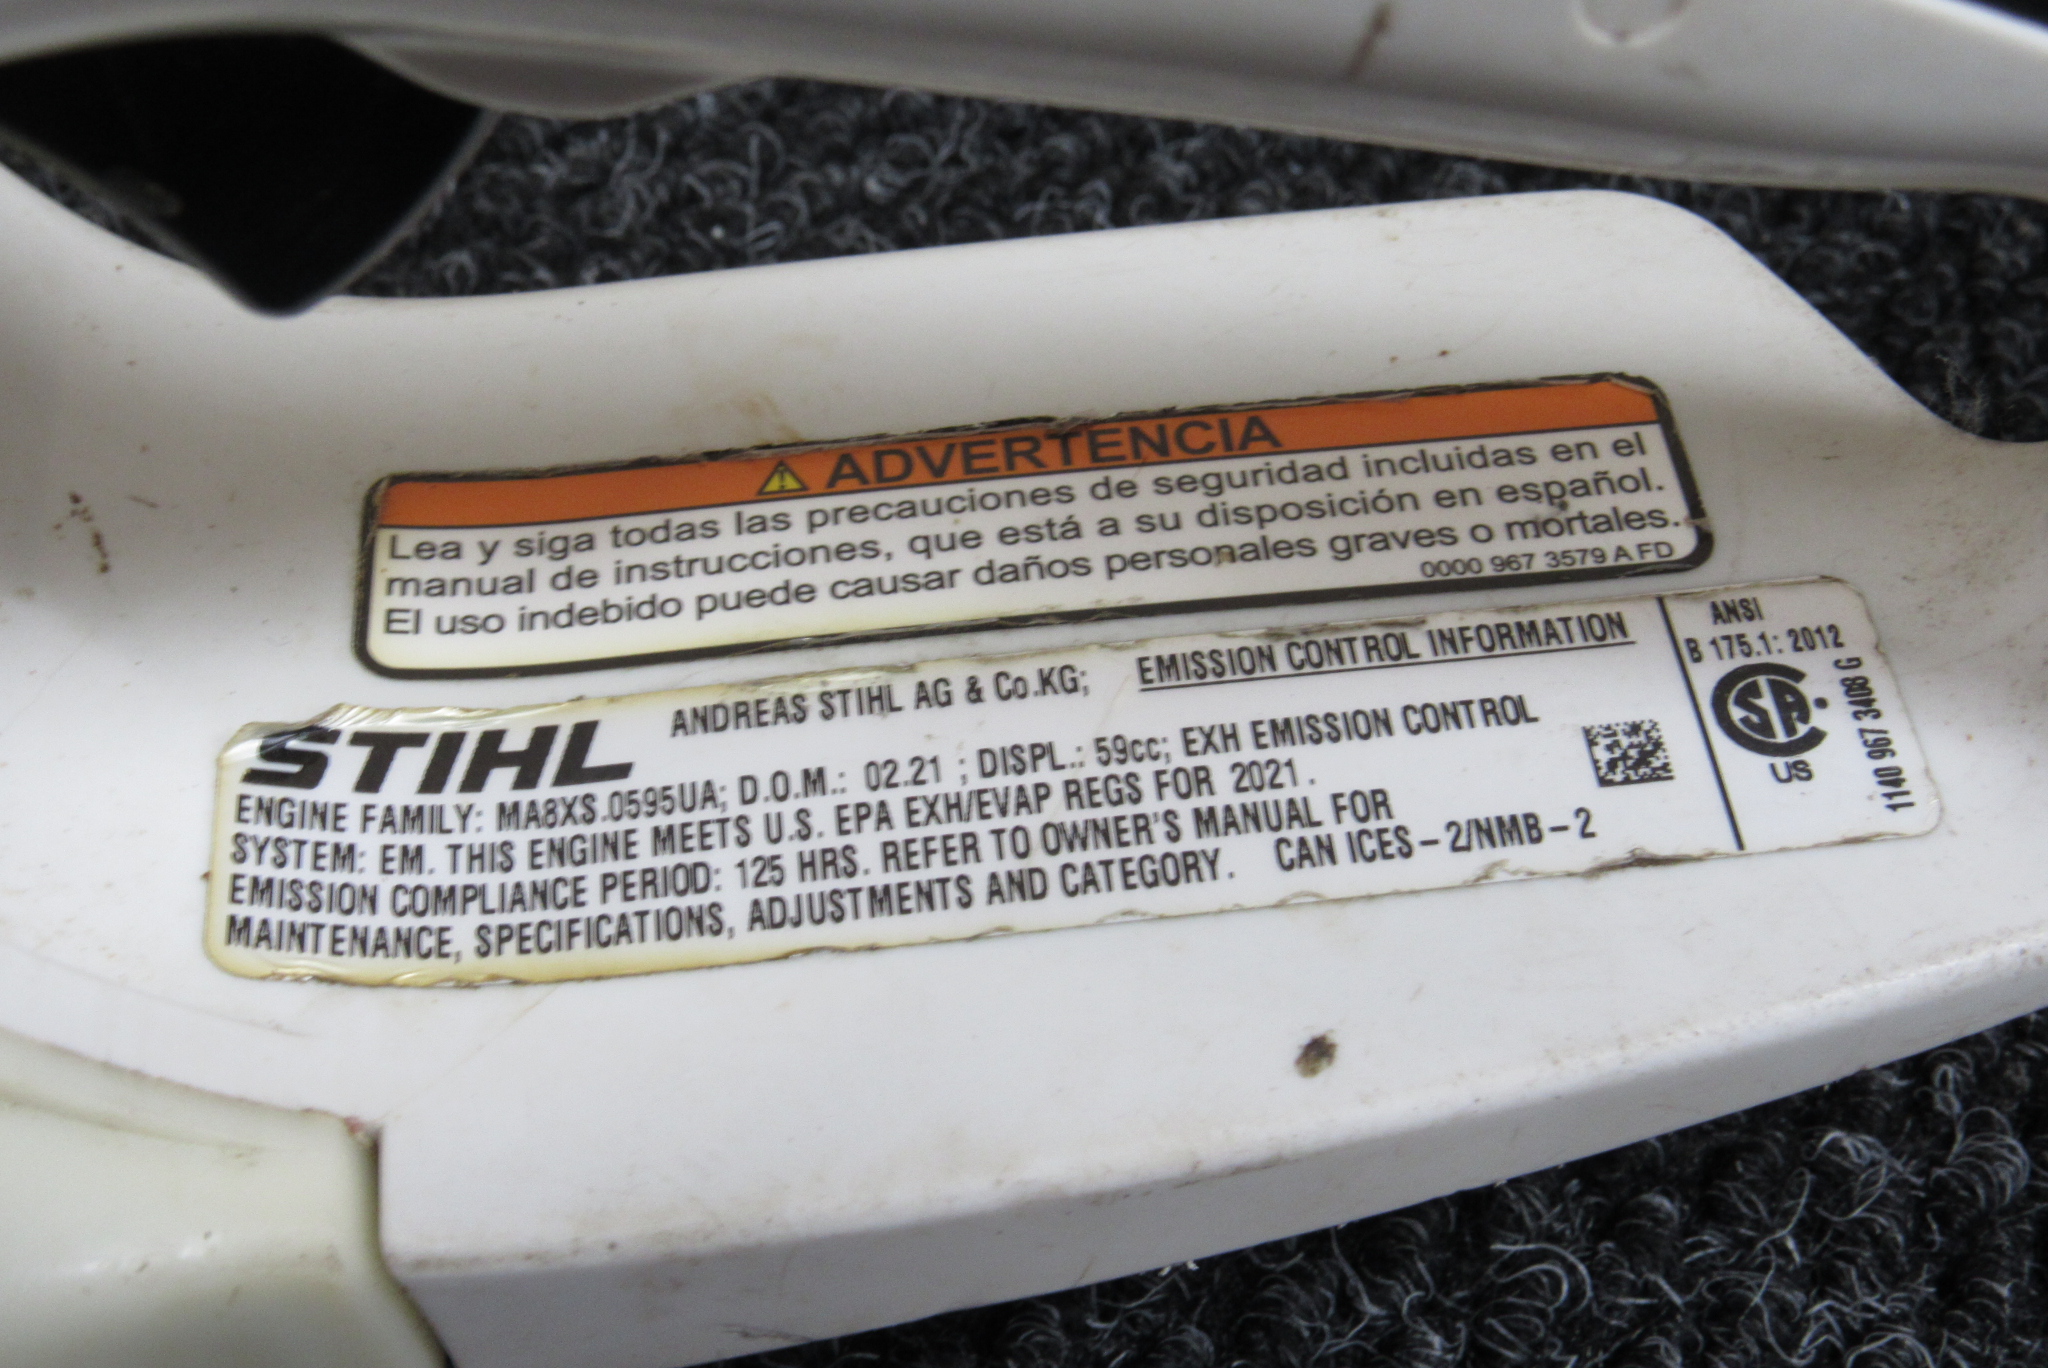 ADVERTENCIA
Lea y siga todas las precauciones de seguridad incluidas en el
manual de instrucciones, que está a su disposición en español.
El uso indebido puede causar daños personales graves o mortales.
0000 967 3579 A FD
STIHL ANDREAS STIHL AG & Co.KG; EMISSION CONTROL INFORMATION
ENGINE FAMILY: MA8XS.0595UA; D.O.M.: 02.21 ; DISPL.: 59cc; EXH EMISSION CONTROL
SYSTEM: EM. THIS ENGINE MEETS U.S. EPA EXH/EVAP REGS FOR 2021.
EMISSION COMPLIANCE PERIOD: 125 HRS. REFER TO OWNER'S MANUAL FOR
MAINTENANCE, SPECIFICATIONS, ADJUSTMENTS AND CATEGORY. CAN ICES-2/NMB-2
ANSI
B 175.1: 2012
CSA
US
1140 967 3408 G